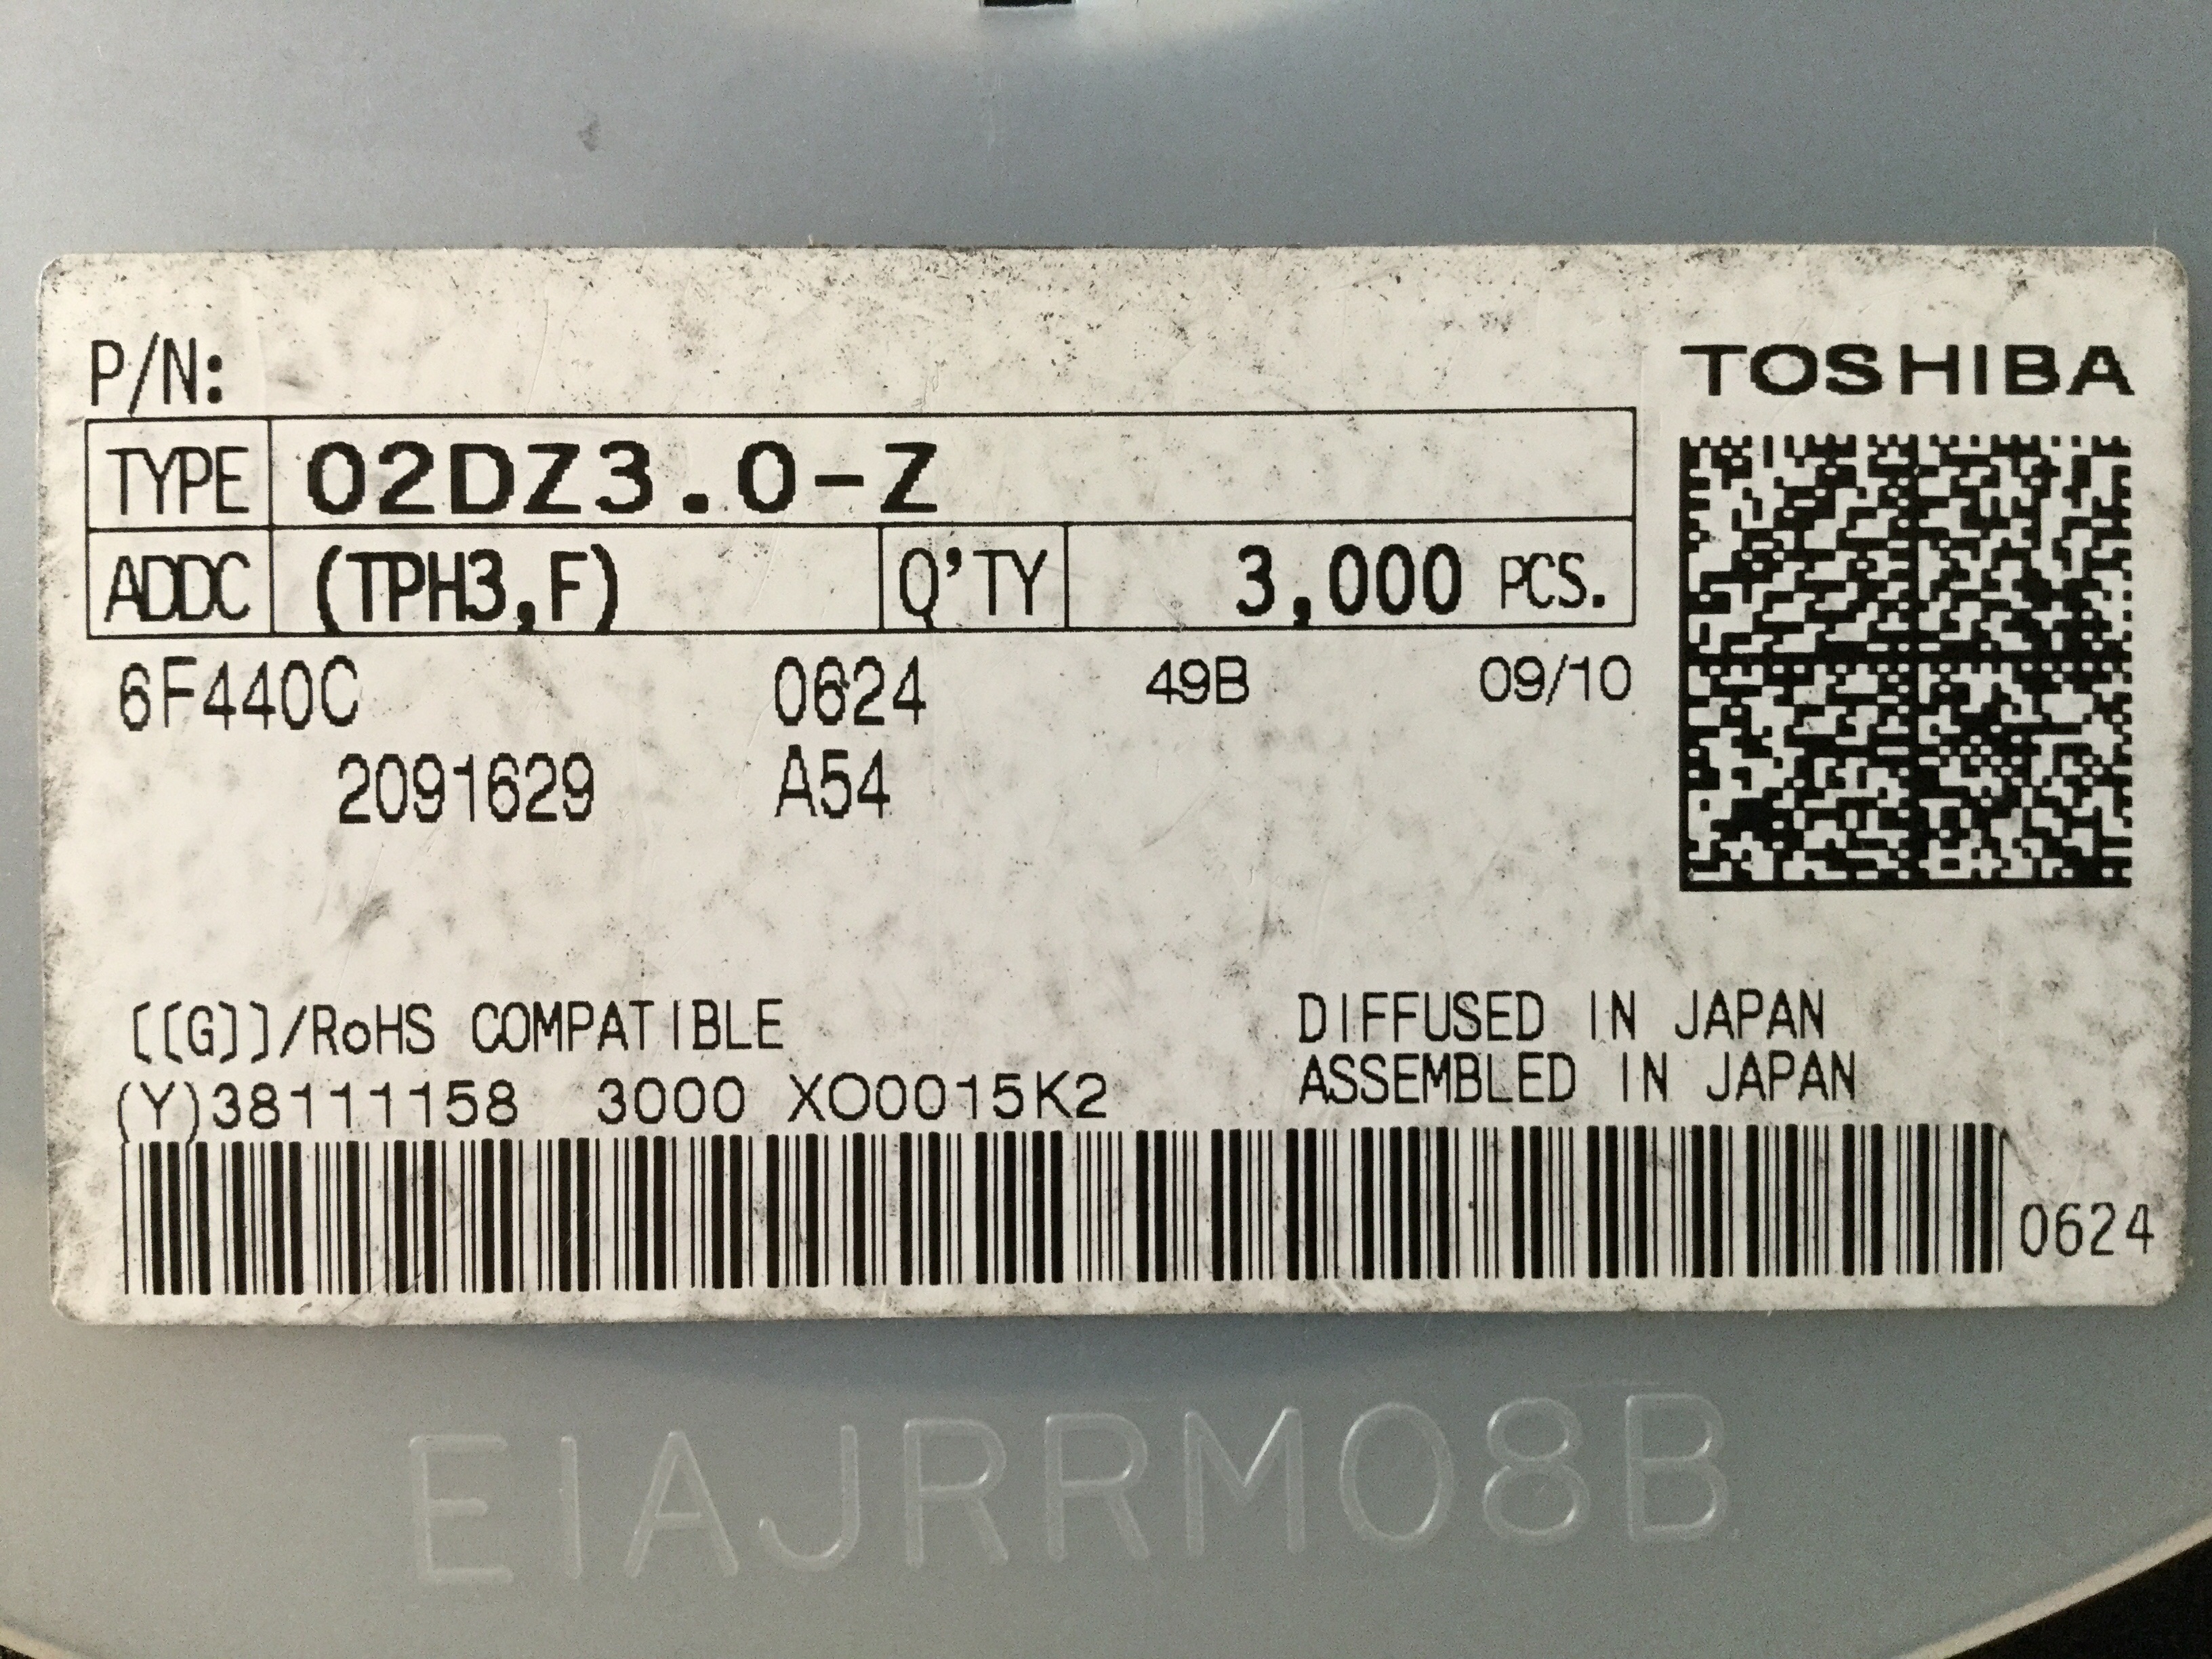 P/N:
TOSHIBA
TYPE 02DZ3.0-Z
ADDC (TPH3,F) Q'TY 3,000 PCS.
6F440C 0624 49B 09/10
2091629 A54
[[G]]/RoHS COMPATIBLE
DIFFUSED IN JAPAN
ASSEMBLED IN JAPAN
(Y)38111158 3000 XO0015K2
0624
EIAJRRM08B